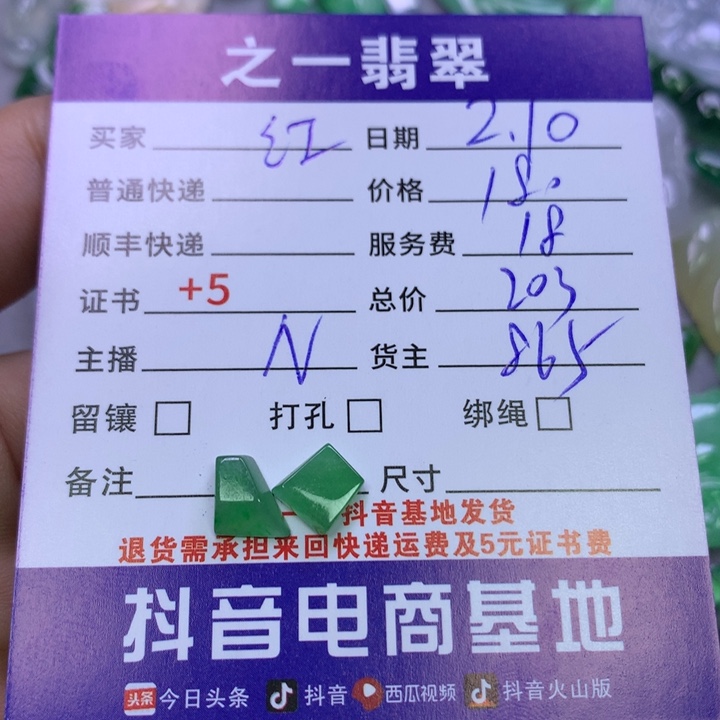 之一翡翠
买家 红 日期 2.10
普通快递 价格 180
顺丰快递 服务费 18
证书 +5 总价 203
主播 N 货主 865
留镶 打孔 绑绳
备注 尺寸
一 抖音基地发货
退货需承担来回快递运费及5元证书费
抖音电商基地
头条 今日头条 抖音 西瓜视频 抖音火山版